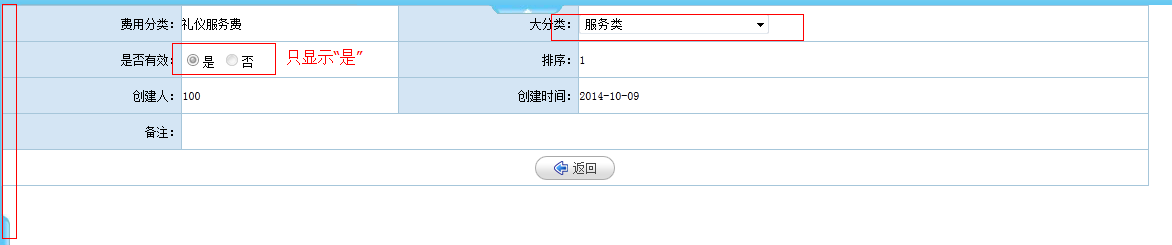 费用分类： 礼仪服务费 大分类： 服务类
是否有效： 是 否 只显示“是” 排序： 1
创建人： 100 创建时间： 2014-10-09
备注：
返回